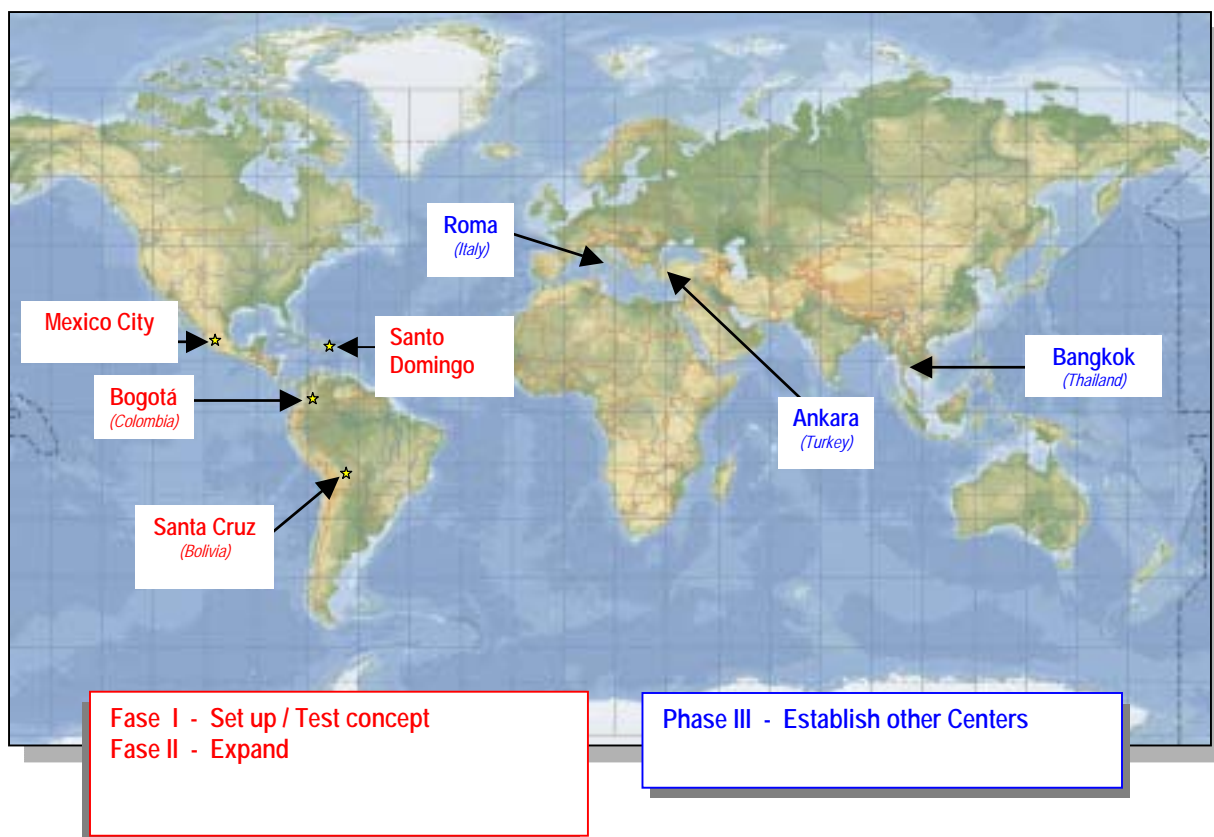 Roma
(Italy)
Mexico City
Santo
Domingo
Bangkok
(Thailand)
Bogotá
(Colombia)
Ankara
(Turkey)
Santa Cruz
(Bolivia)
Fase I - Set up / Test concept
Fase II - Expand
Phase III - Establish other Centers